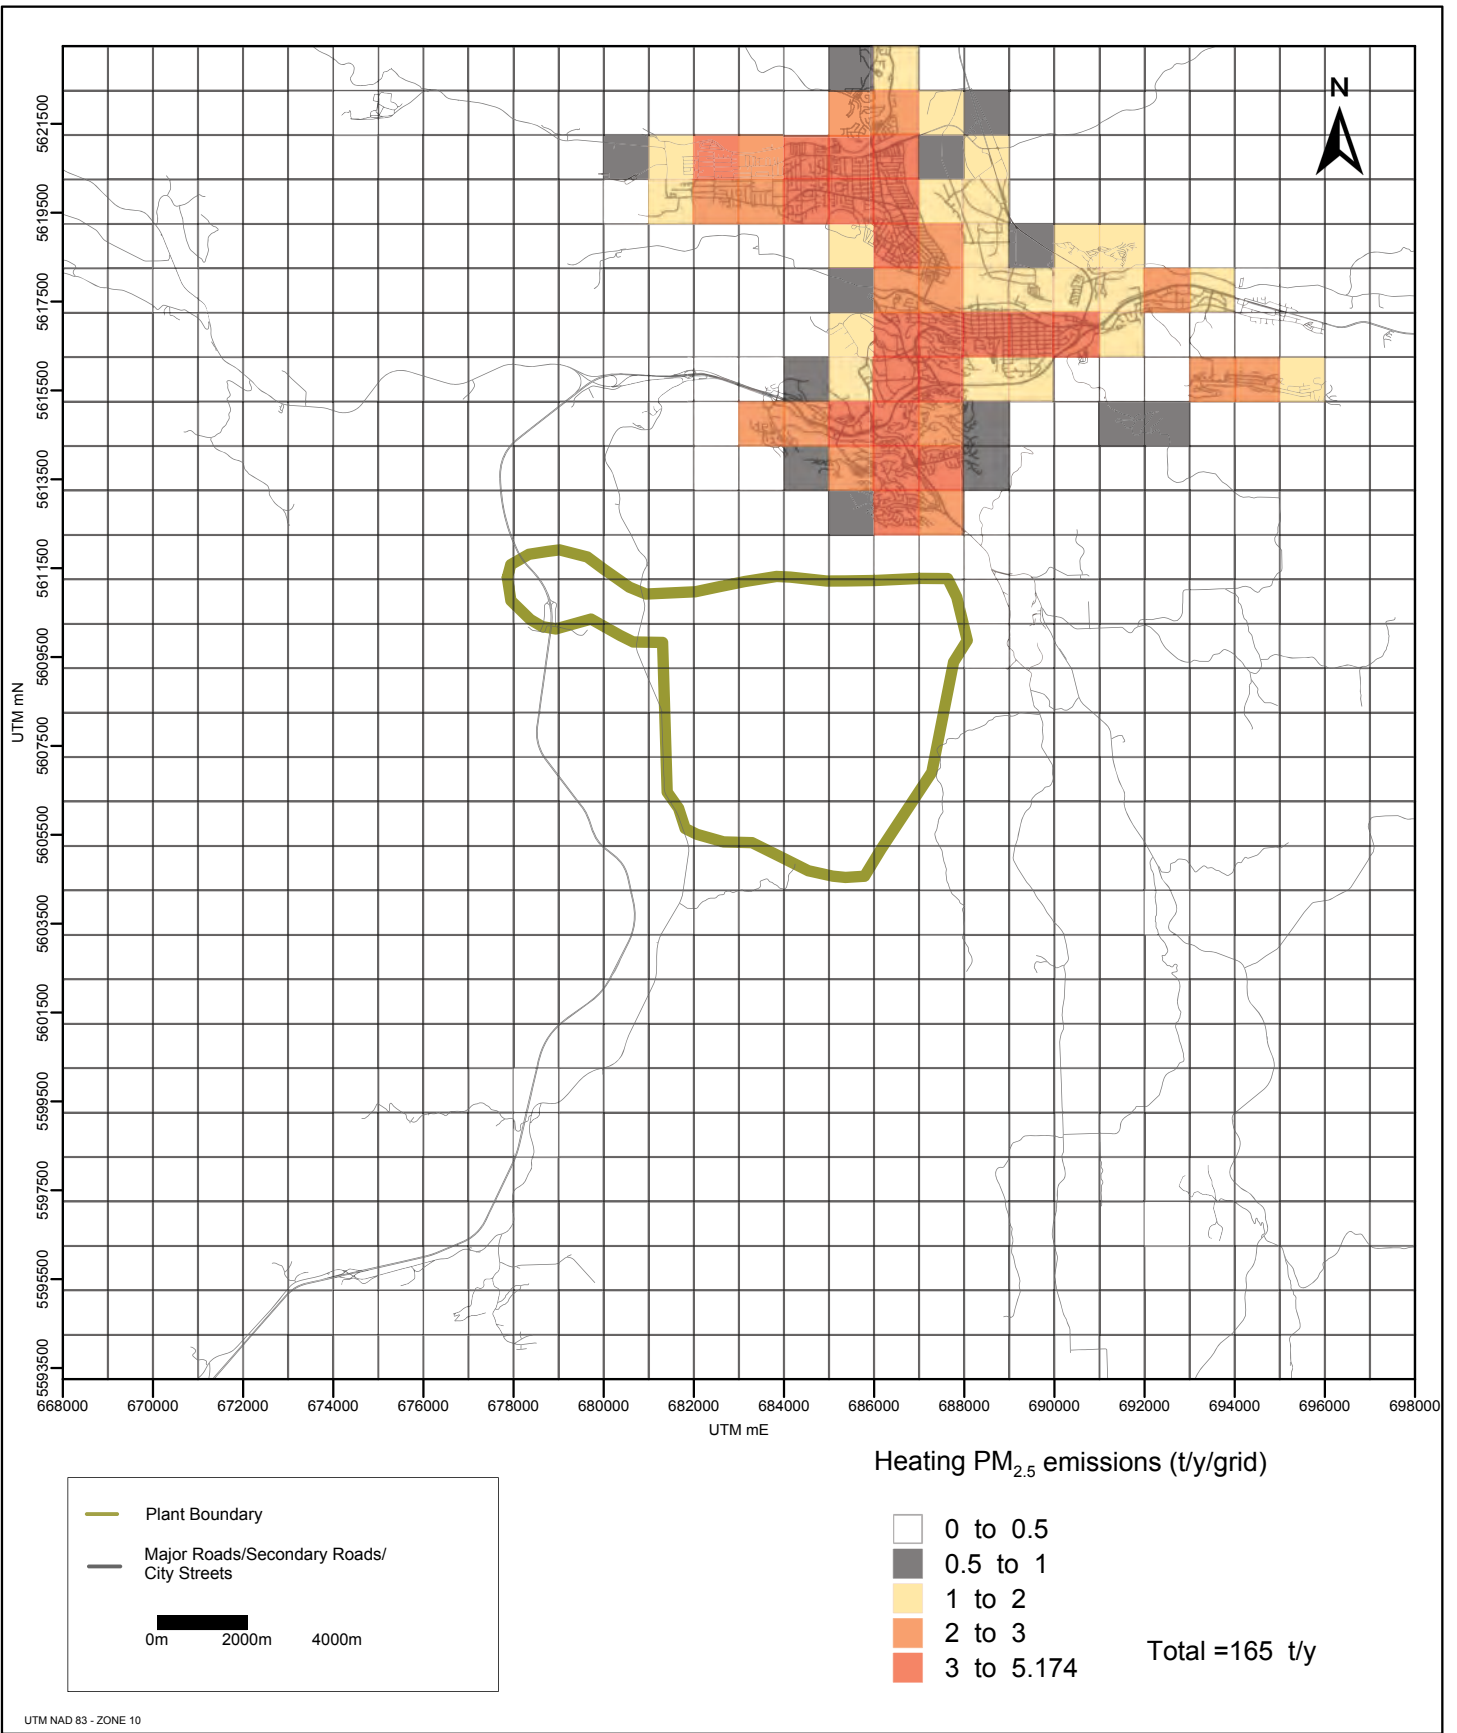 N
5621500
5619500
5617500
5615500
5613500
5611500
5609500
5607500
5605500
5603500
5601500
5599500
5597500
5595500
5593500
UTM mN
668000 670000 672000 674000 676000 678000 680000 682000 684000 686000 688000 690000 692000 694000 696000 698000
UTM mE
Plant Boundary
Major Roads/Secondary Roads/
City Streets
0m 2000m 4000m
Heating PM2.5 emissions (t/y/grid)
0 to 0.5
0.5 to 1
1 to 2
2 to 3
3 to 5.174
Total =165 t/y
UTM NAD 83 - ZONE 10